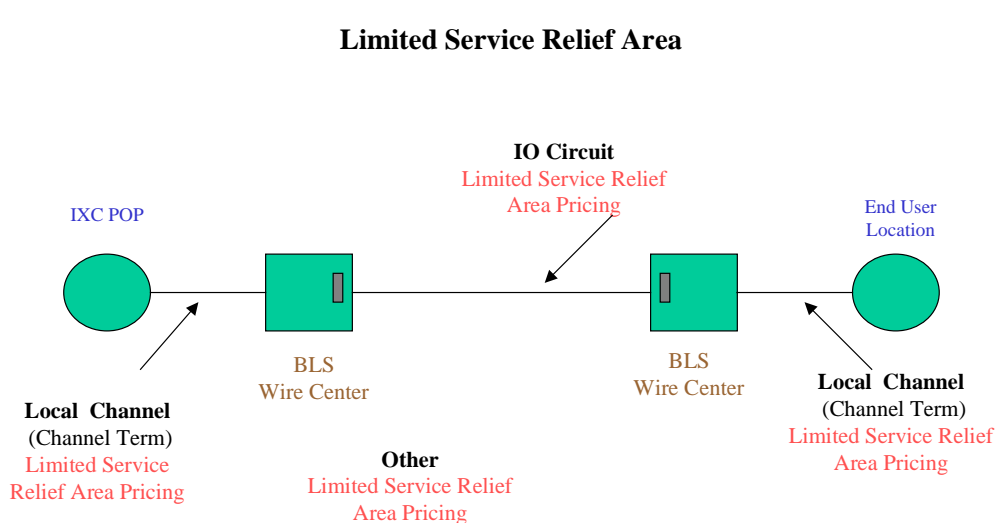 Limited Service Relief Area
IO Circuit
Limited Service Relief
Area Pricing
IXC POP
End User
Location
BLS
Wire Center
BLS
Wire Center
Local Channel
(Channel Term)
Limited Service
Relief Area Pricing
Local Channel
(Channel Term)
Limited Service Relief
Area Pricing
Other
Limited Service Relief
Area Pricing